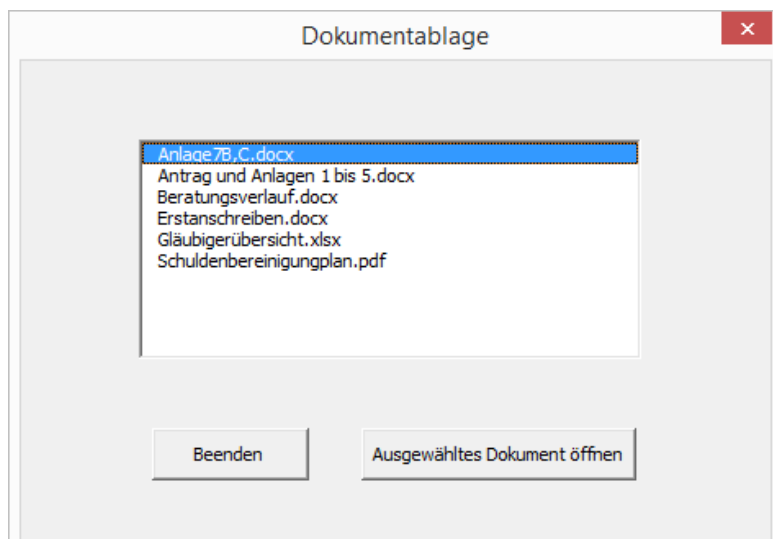 Dokumentablage
Anlage7B,C.docx
Antrag und Anlagen 1 bis 5.docx
Beratungsverlauf.docx
Erstanschreiben.docx
Gläubigerübersicht.xlsx
Schuldenbereinigungplan.pdf
Beenden
Ausgewähltes Dokument öffnen